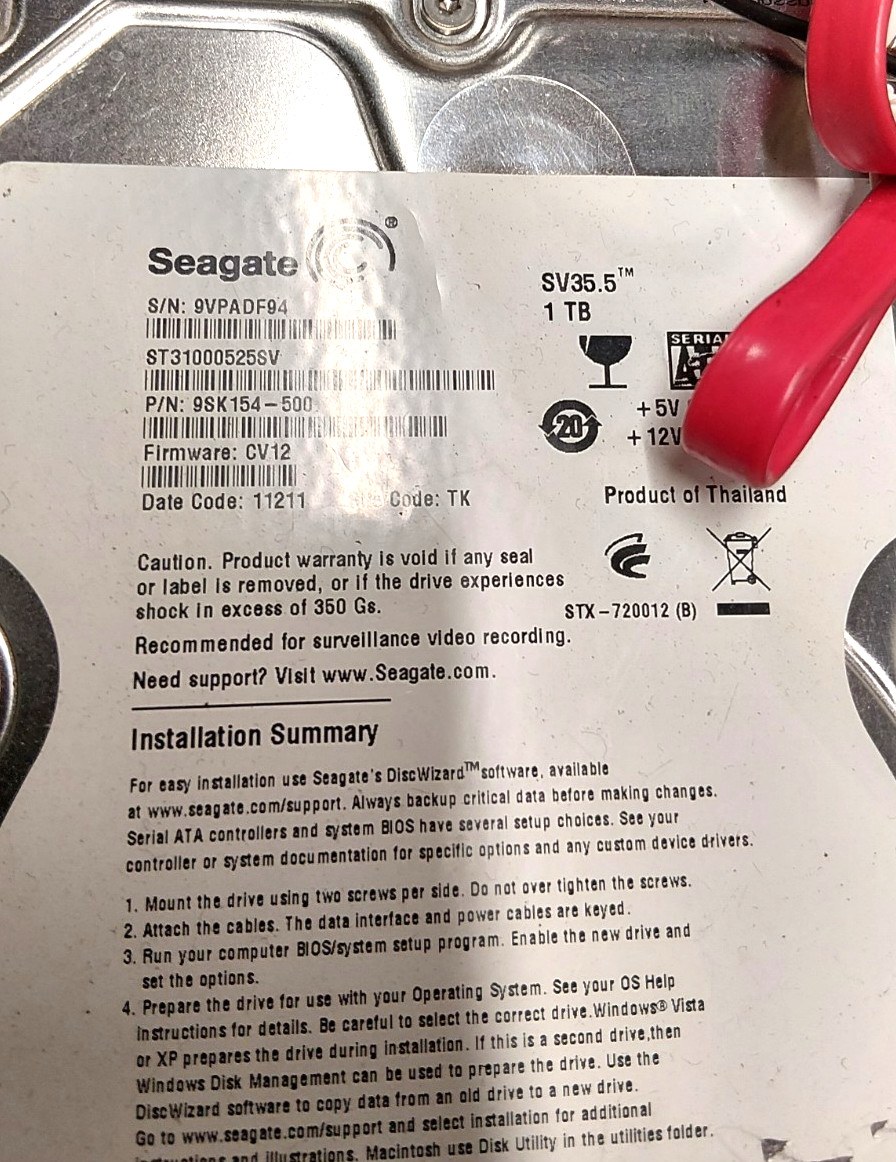 Seagate®
S/N: 9VPADF94
ST31000525SV
P/N: 9SK154-500
Firmware: CV12
Date Code: 11211 Code: TK
SV35.5™
1 TB
SERIAL
20
+5V
+12V
Product of Thailand
STX-720012 (B)
Caution. Product warranty is void if any seal
or label is removed, or if the drive experiences
shock in excess of 350 Gs.
Recommended for surveillance video recording.
Need support? Visit www.Seagate.com.
Installation Summary
For easy installation use Seagate's DiscWizard™ software, available
at www.seagate.com/support. Always backup critical data before making changes.
Serial ATA controllers and system BIOS have several setup choices. See your
controller or system documentation for specific options and any custom device drivers.
1. Mount the drive using two screws per side. Do not over tighten the screws.
2. Attach the cables. The data interface and power cables are keyed.
3. Run your computer BIOS/system setup program. Enable the new drive and
set the options.
4. Prepare the drive for use with your Operating System. See your OS Help
instructions for details. Be careful to select the correct drive.Windows® Vista
or XP prepares the drive during installation. If this is a second drive,then
Windows Disk Management can be used to prepare the drive. Use the
DiscWizard software to copy data from an old drive to a new drive.
Go to www.seagate.com/support and select installation for additional
instructions and illustrations. Macintosh use Disk Utility in the utilities folder.